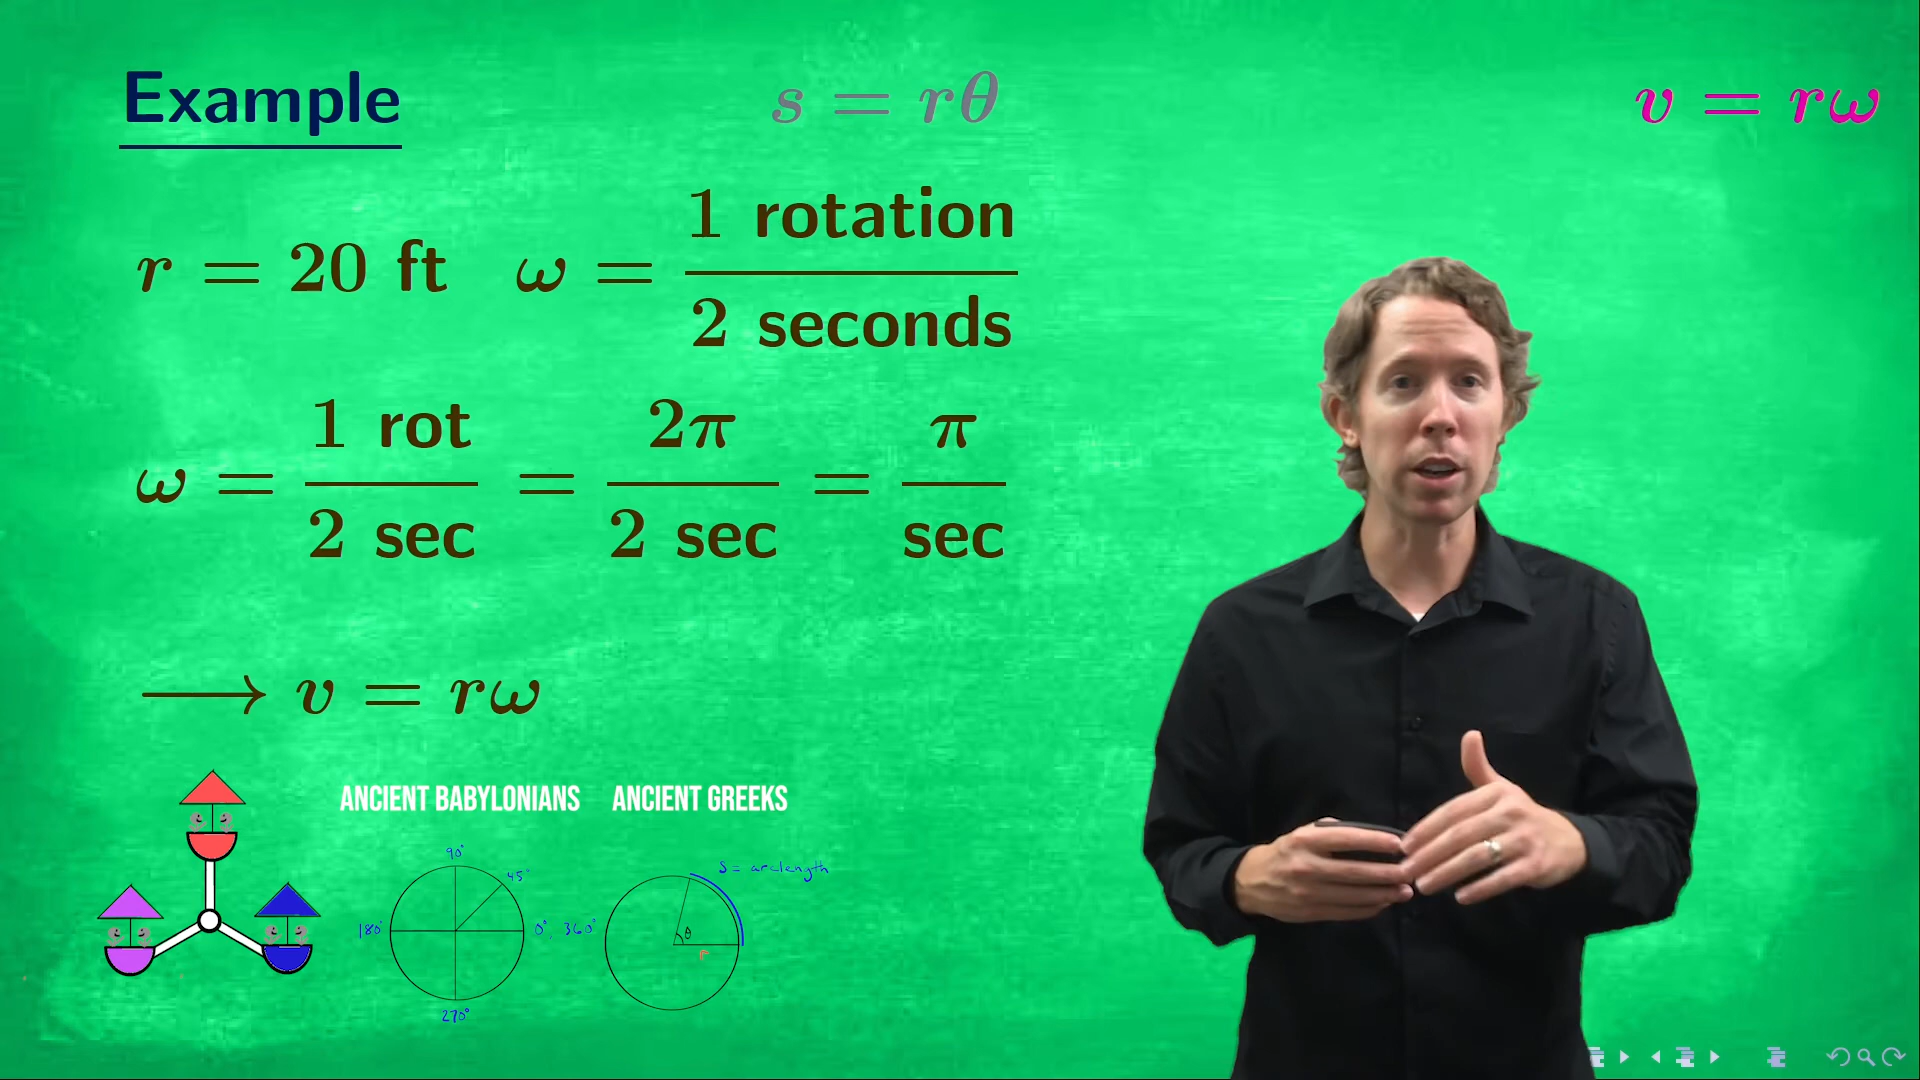 Example
s = rθ
v = rω
r = 20 ft ω = 1 rotation / 2 seconds
ω = 1 rot / 2 sec = 2π / 2 sec = π / sec
⟶ v = rω
ANCIENT BABYLONIANS
90°
45°
180°
0°, 360°
270°
ANCIENT GREEKS
S = arclength
θ
r